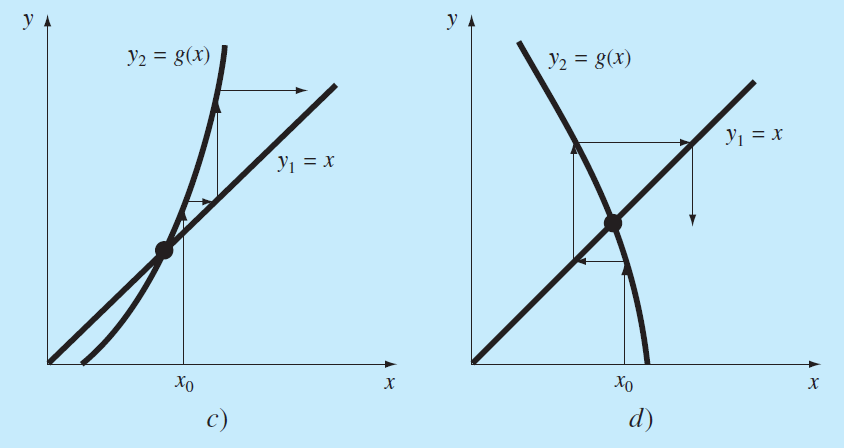 y
y₂ = g(x)
y₁ = x
x₀
x
c)
y
y₂ = g(x)
y₁ = x
x₀
x
d)